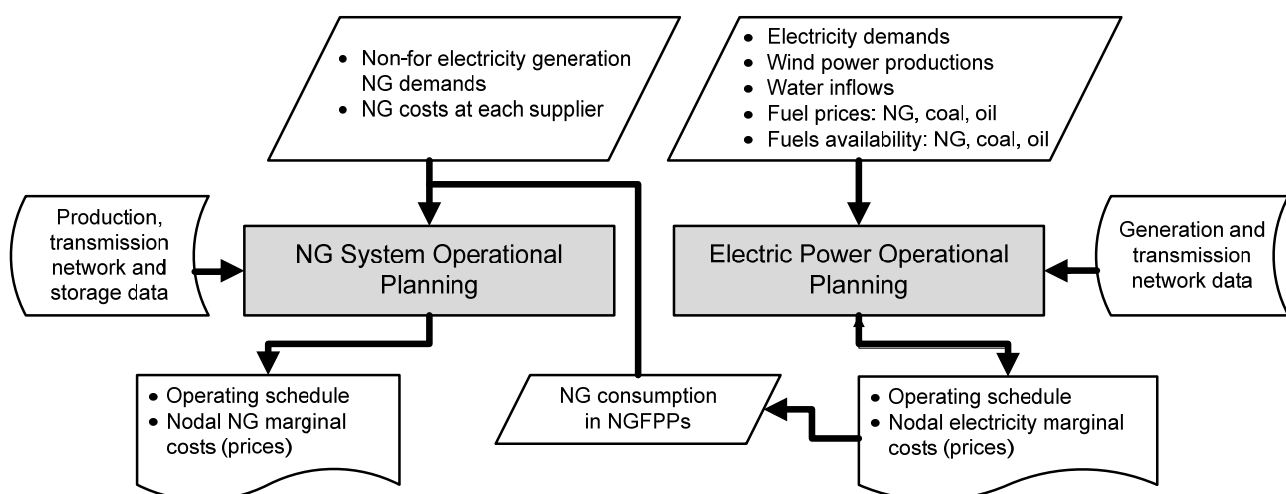 • Non-for electricity generation
NG demands
• NG costs at each supplier
• Electricity demands
• Wind power productions
• Water inflows
• Fuel prices: NG, coal, oil
• Fuels availability: NG, coal, oil
Production,
transmission
network and
storage data
NG System Operational
Planning
Electric Power Operational
Planning
Generation and
transmission
network data
• Operating schedule
• Nodal NG marginal
costs (prices)
NG consumption
in NGFPPs
• Operating schedule
• Nodal electricity marginal
costs (prices)